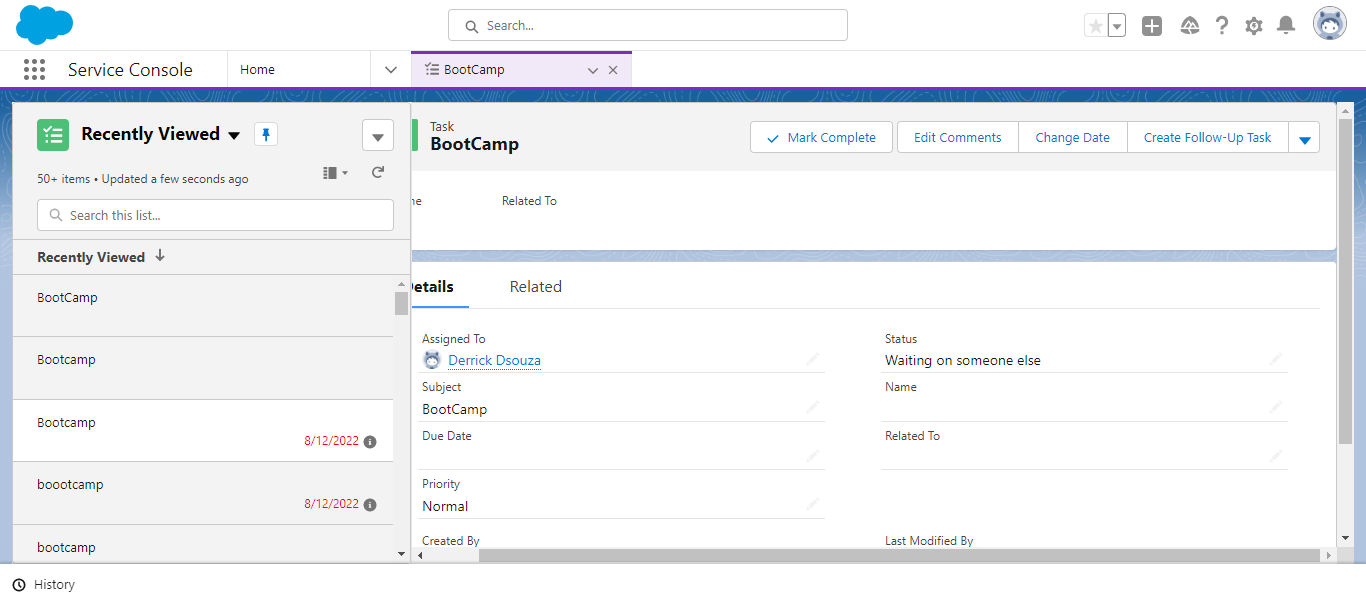 Search...
Service Console
Home
BootCamp
Recently Viewed
50+ items • Updated a few seconds ago
Search this list...
Recently Viewed
BootCamp
Bootcamp
Bootcamp
8/12/2022
boootcamp
8/12/2022
bootcamp
Task
BootCamp
Mark Complete
Edit Comments
Change Date
Create Follow-Up Task
Related To
Details
Related
Assigned To
Derrick Dsouza
Status
Waiting on someone else
Subject
BootCamp
Name
Due Date
Related To
Priority
Normal
Created By
Last Modified By
History